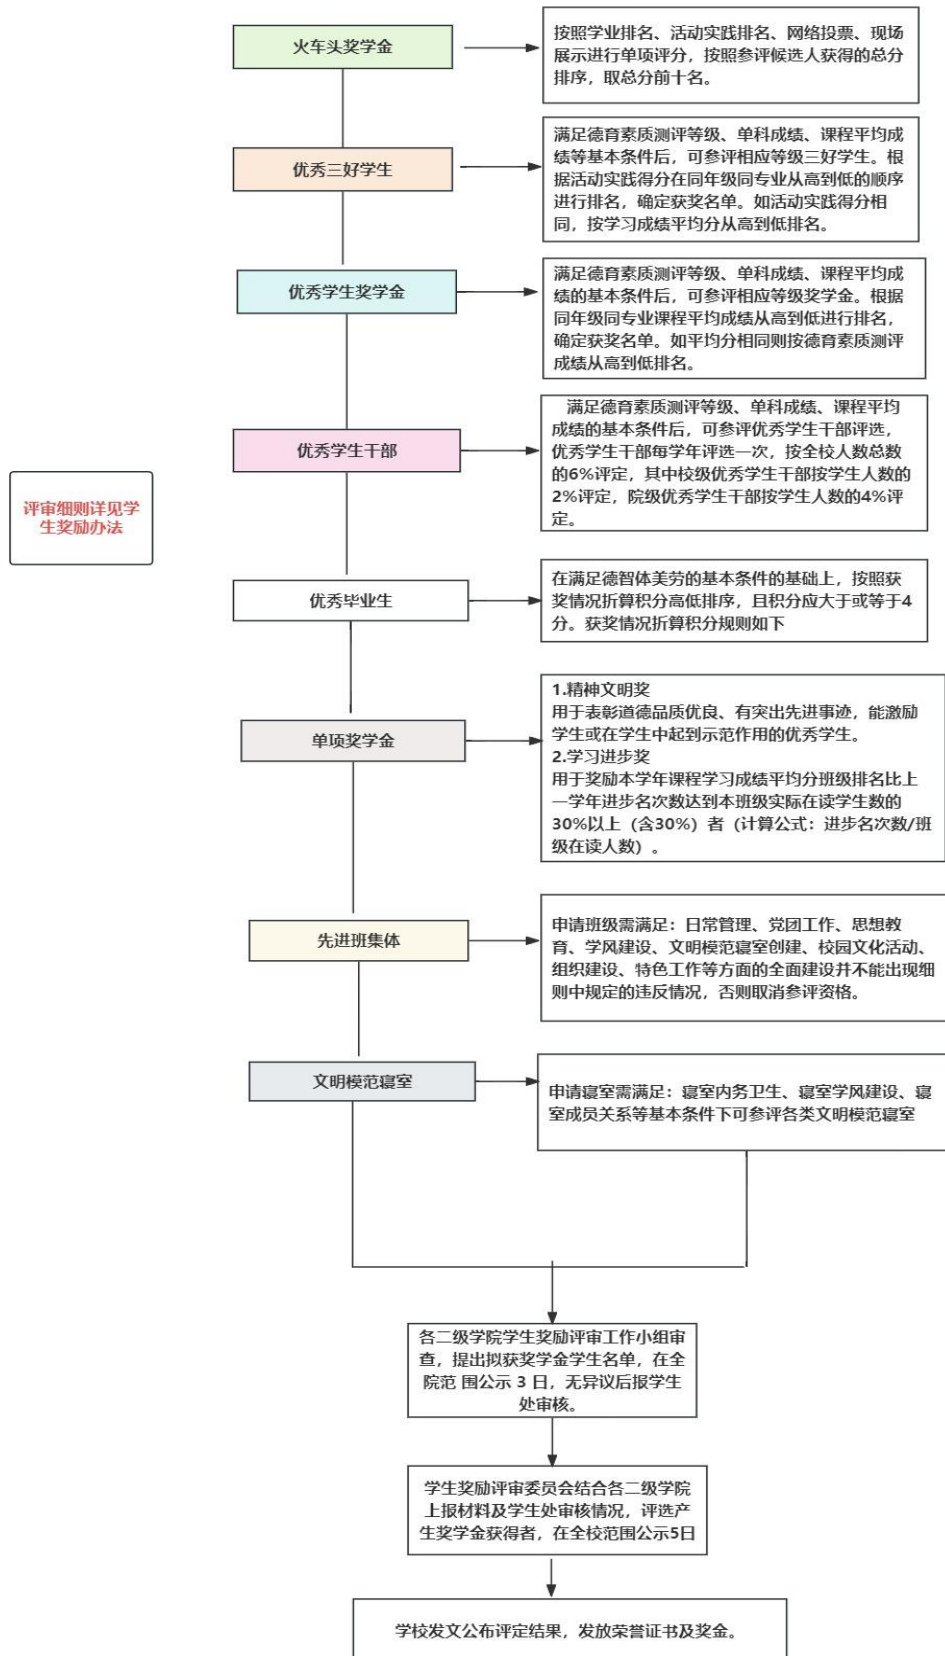 火车头奖学金
按照学业排名、活动实践排名、网络投票、现场
展示进行单项评分，按照参评候选人获得的总分
排序，取总分前十名。
优秀三好学生
满足德育素质测评等级、单科成绩、课程平均成
绩等基本条件后，可参评相应等级三好学生。根
据活动实践得分在同年级同专业从高到低的顺序
进行排名，确定获奖名单。如活动实践得分相
同，按学习成绩平均分从高到低排名。
优秀学生奖学金
满足德育素质测评等级、单科成绩、课程平均成
绩的基本条件后，可参评相应等级奖学金。根据
同年级同专业课程平均成绩从高到低进行排名，
确定获奖名单。如平均分相同则按德育素质测评
成绩从高到低排名。
优秀学生干部
满足德育素质测评等级、单科成绩、课程平均
成绩的基本条件后，可参评优秀学生干部评选，
优秀学生干部每学年评选一次，按全校人数总数
的6%评定，其中校级优秀学生干部按学生人数的
2%评定，院级优秀学生干部按学生人数的4%评
定。
评审细则详见学
生奖励办法
优秀毕业生
在满足德智体美劳的基本条件的基础上，按照获
奖情况折算积分高低排序，且积分应大于或等于4
分。获奖情况折算积分规则如下
单项奖学金
1.精神文明奖
用于表彰道德品质优良、有突出先进事迹，能激励
学生或在学生中起到示范作用的优秀学生。
2.学习进步奖
用于奖励本学年课程学习成绩平均分班级排名比上
一学年进步名次数达到本班级实际在读学生数的
30%以上（含30%）者（计算公式：进步名次数/班
级在读人数）。
先进班集体
申请班级需满足：日常管理、党团工作、思想教
育、学风建设、文明模范寝室创建、校园文化活动、
组织建设、特色工作等方面的全面建设并不能出现细
则中规定的违反情况，否则取消参评资格。
文明模范寝室
申请寝室需满足：寝室内务卫生、寝室学风建设、寝
室成员关系等基本条件下可参评各类文明模范寝室
各二级学院学生奖励评审工作小组审
查，提出拟获奖学金学生名单，在全
院范 围公示 3 日，无异议后报学生
处审核。
学生奖励评审委员会结合各二级学院
上报材料及学生处审核情况，评选产
生奖学金获得者，在全校范围公示5日
学校发文公布评定结果，发放荣誉证书及奖金。